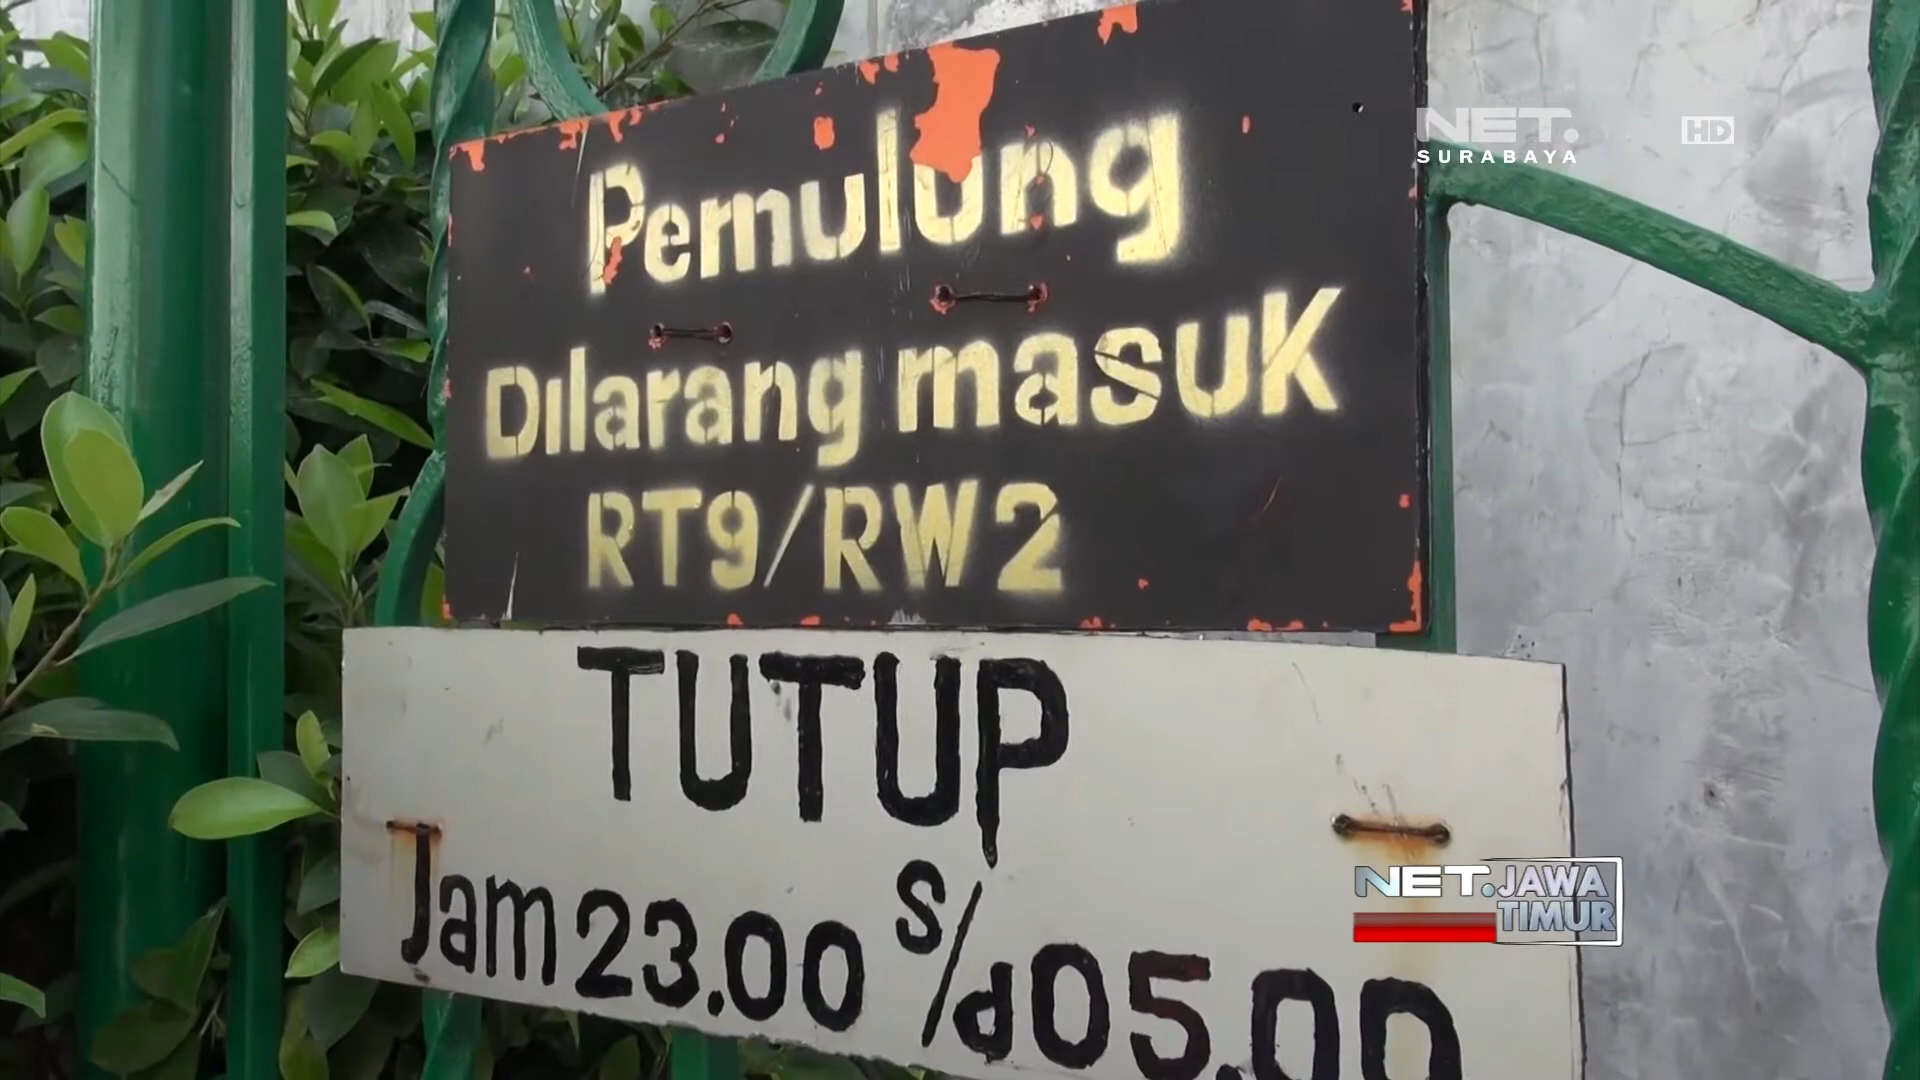 Pemulung
Dilarang masuk
RT9/RW2
TUTUP
Jam 23.00 s/d 05.00
NET.
SURABAYA
HD
NET. JAWA
TIMUR